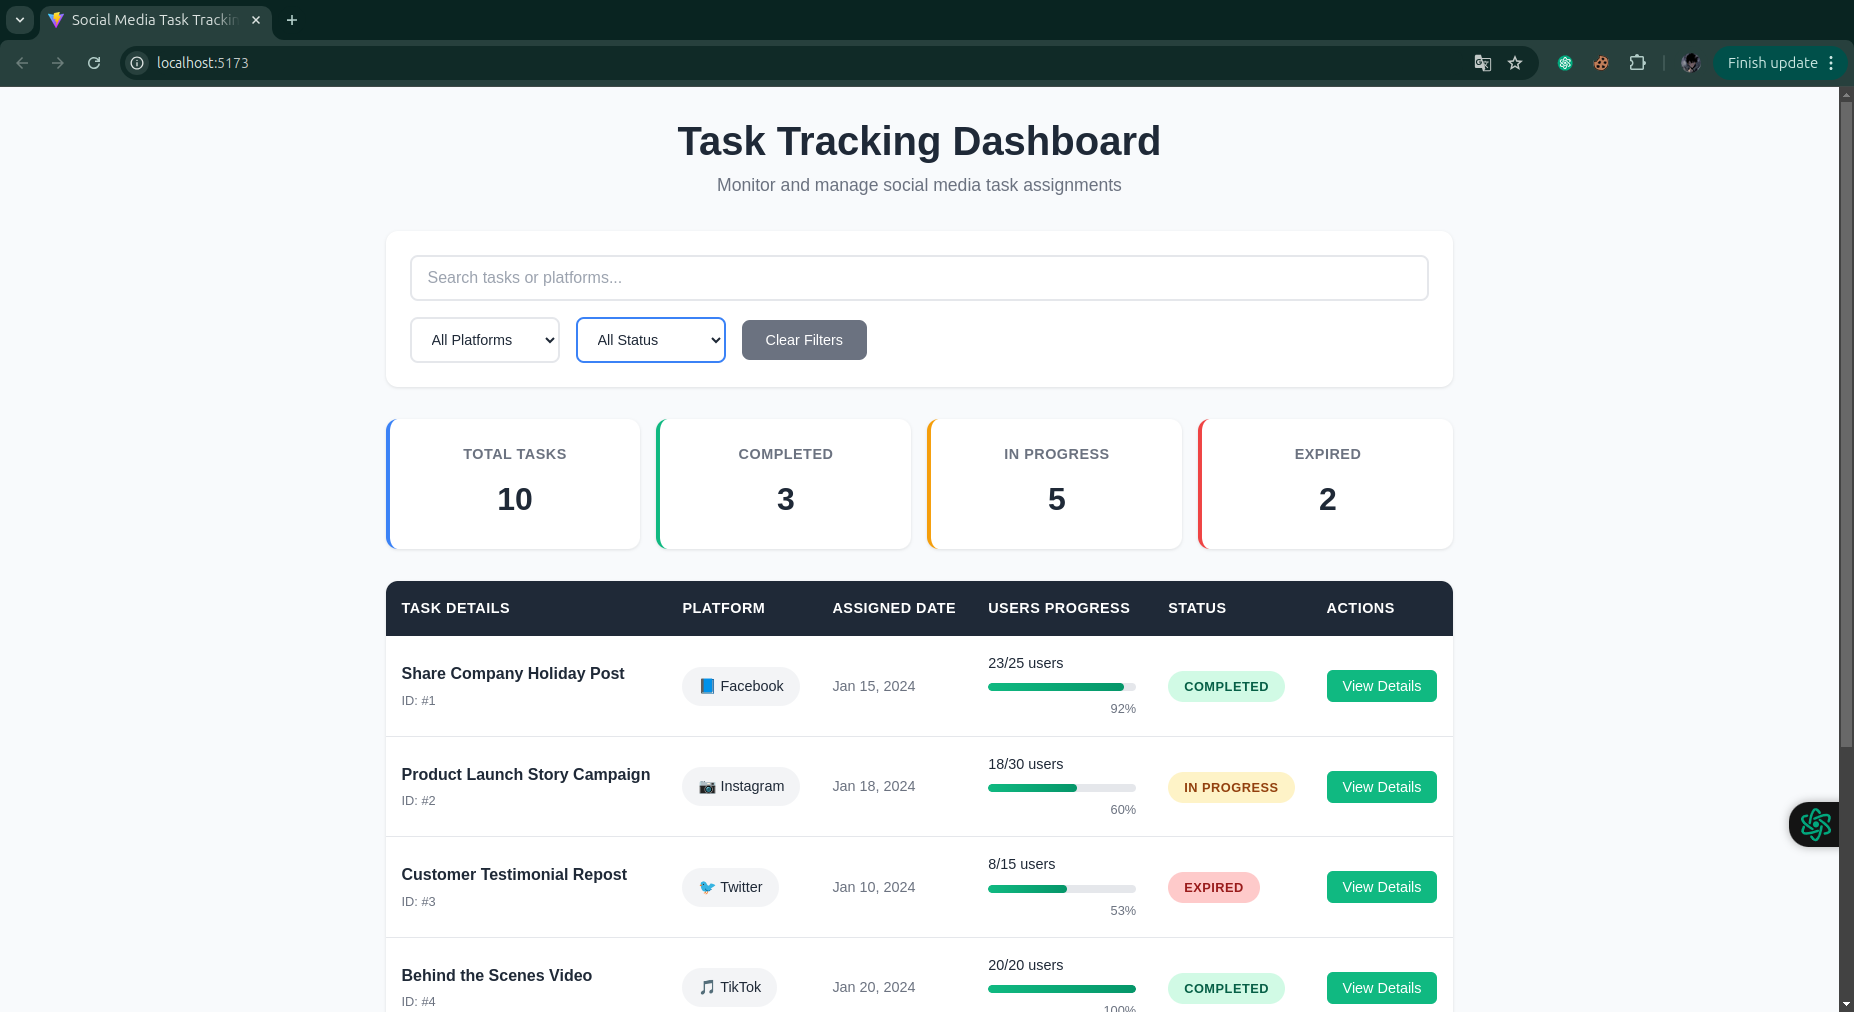 Social Media Task Trackin
localhost:5173
Finish update
Task Tracking Dashboard
Monitor and manage social media task assignments
Search tasks or platforms...
All Platforms
All Status
Clear Filters
TOTAL TASKS
10
COMPLETED
3
IN PROGRESS
5
EXPIRED
2
TASK DETAILS PLATFORM ASSIGNED DATE USERS PROGRESS STATUS ACTIONS
Share Company Holiday Post
ID: #1
Facebook
Jan 15, 2024
23/25 users
92%
COMPLETED
View Details
Product Launch Story Campaign
ID: #2
Instagram
Jan 18, 2024
18/30 users
60%
IN PROGRESS
View Details
Customer Testimonial Repost
ID: #3
Twitter
Jan 10, 2024
8/15 users
53%
EXPIRED
View Details
Behind the Scenes Video
ID: #4
TikTok
Jan 20, 2024
20/20 users
100%
COMPLETED
View Details